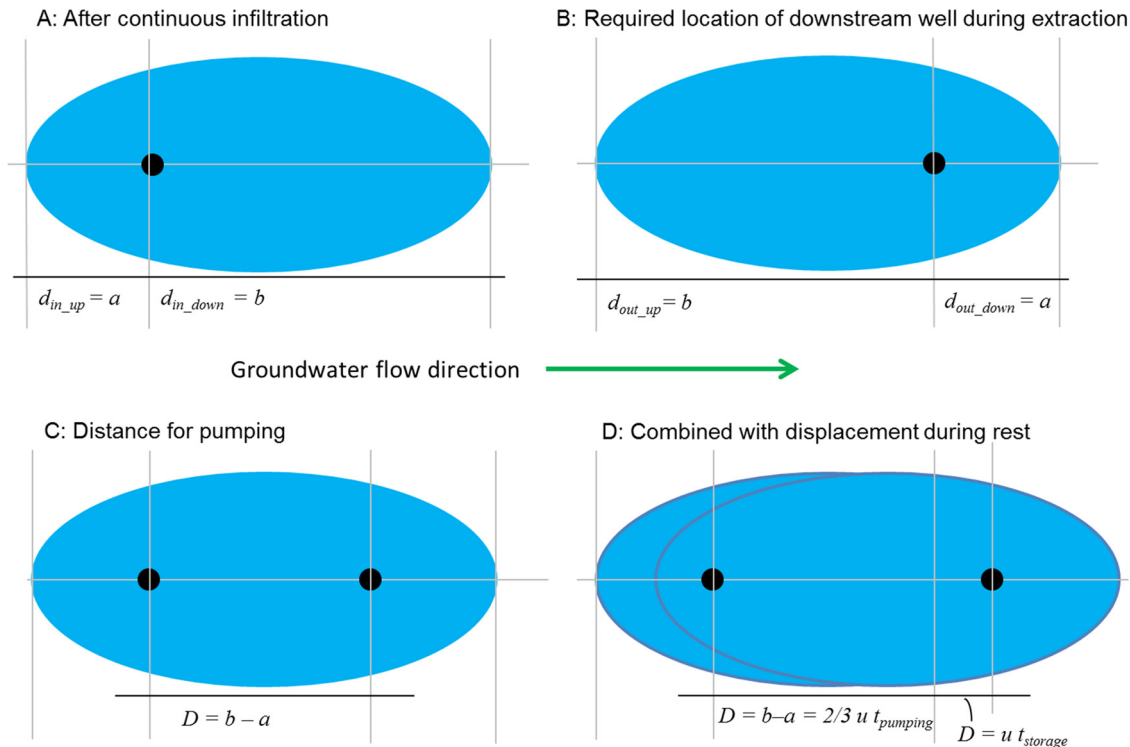 A: After continuous infiltration
B: Required location of downstream well during extraction
d_in_up = a
d_in_down = b
d_out_up = b
d_out_down = a
Groundwater flow direction
C: Distance for pumping
D: Combined with displacement during rest
D = b – a
D = b–a = 2/3 u t_pumping
D = u t_storage